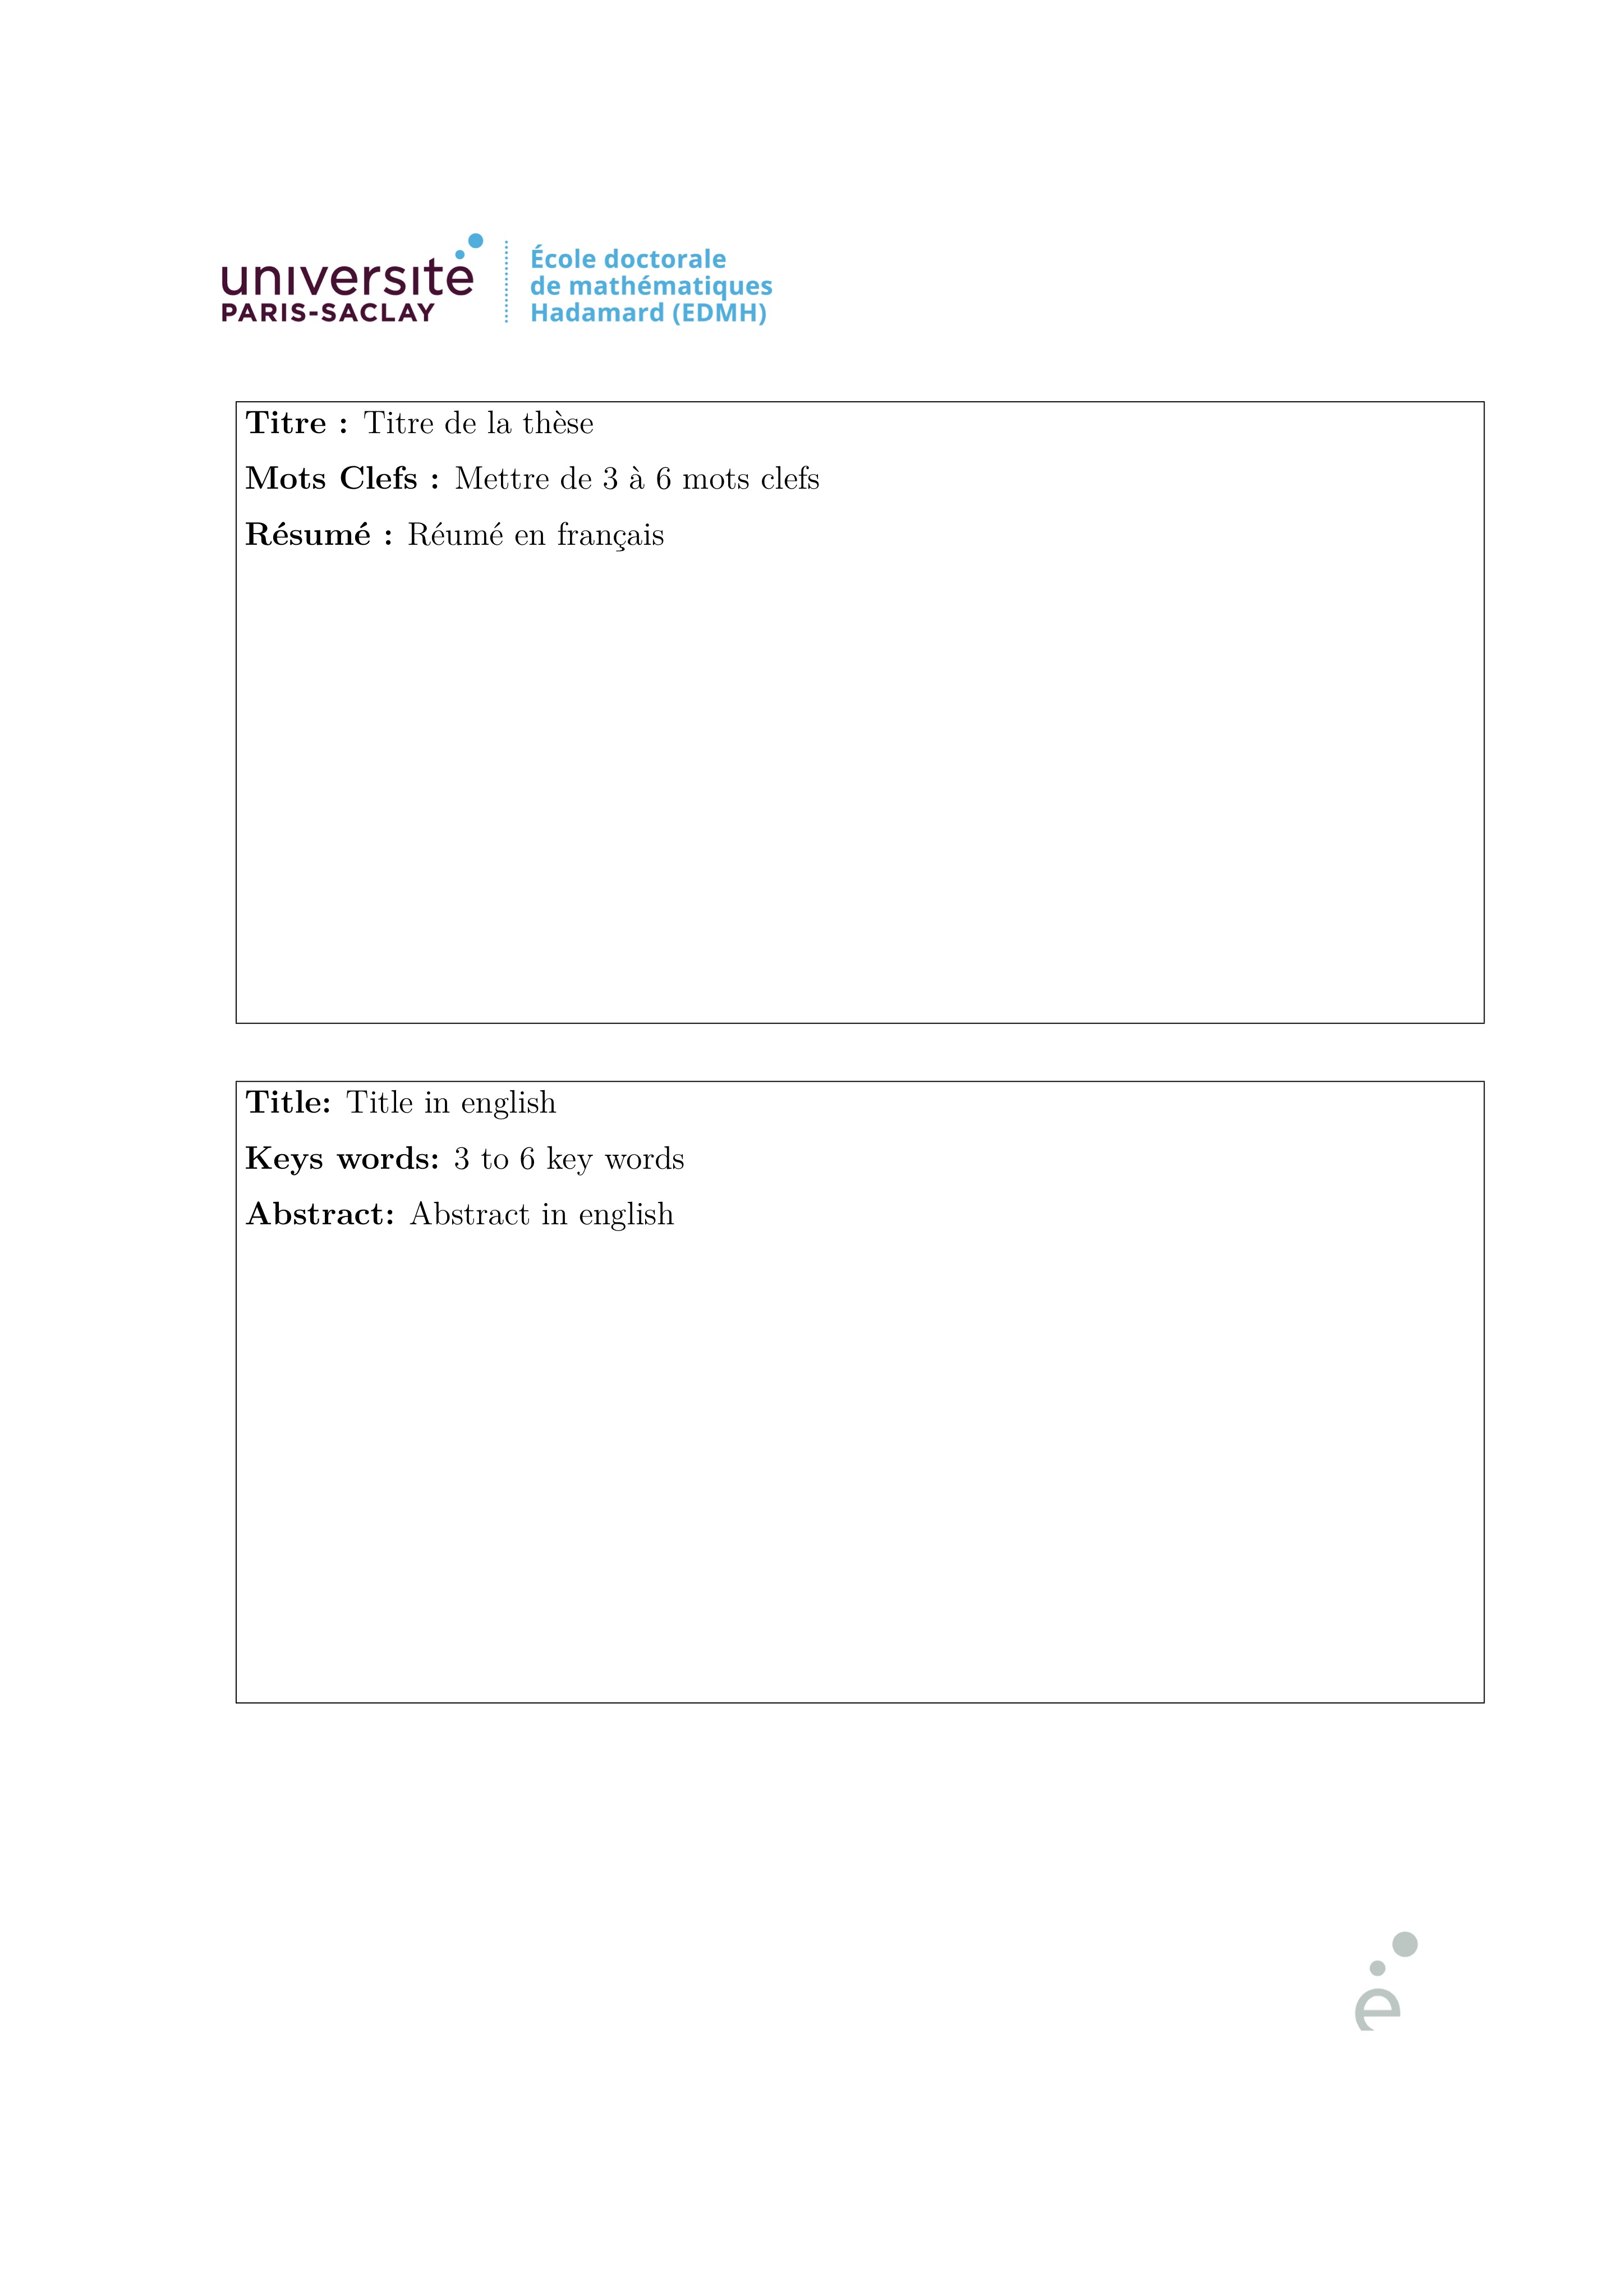 université
PARIS-SACLAY
École doctorale
de mathématiques
Hadamard (EDMH)
Titre : Titre de la thèse
Mots Clefs : Mettre de 3 à 6 mots clefs
Résumé : Réumé en français
Title: Title in english
Keys words: 3 to 6 key words
Abstract: Abstract in english
e